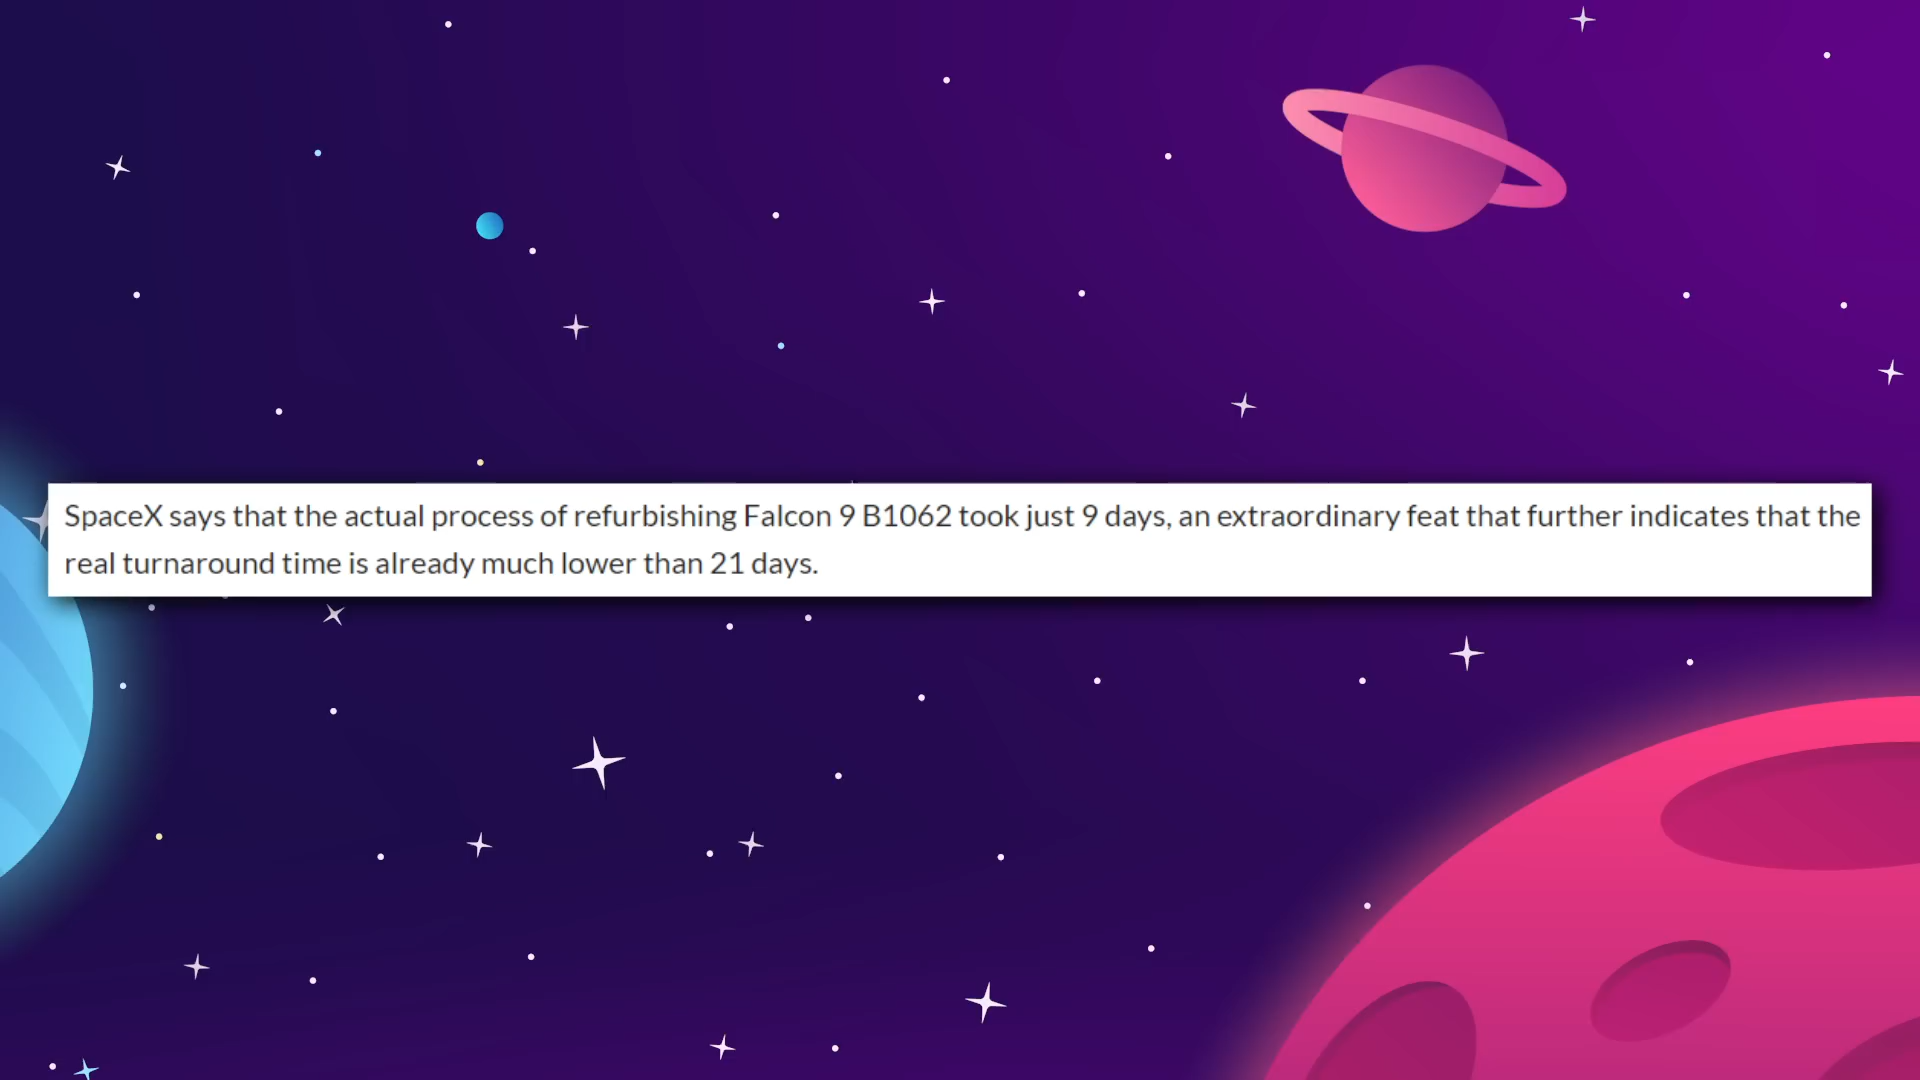 SpaceX says that the actual process of refurbishing Falcon 9 B1062 took just 9 days, an extraordinary feat that further indicates that the
real turnaround time is already much lower than 21 days.